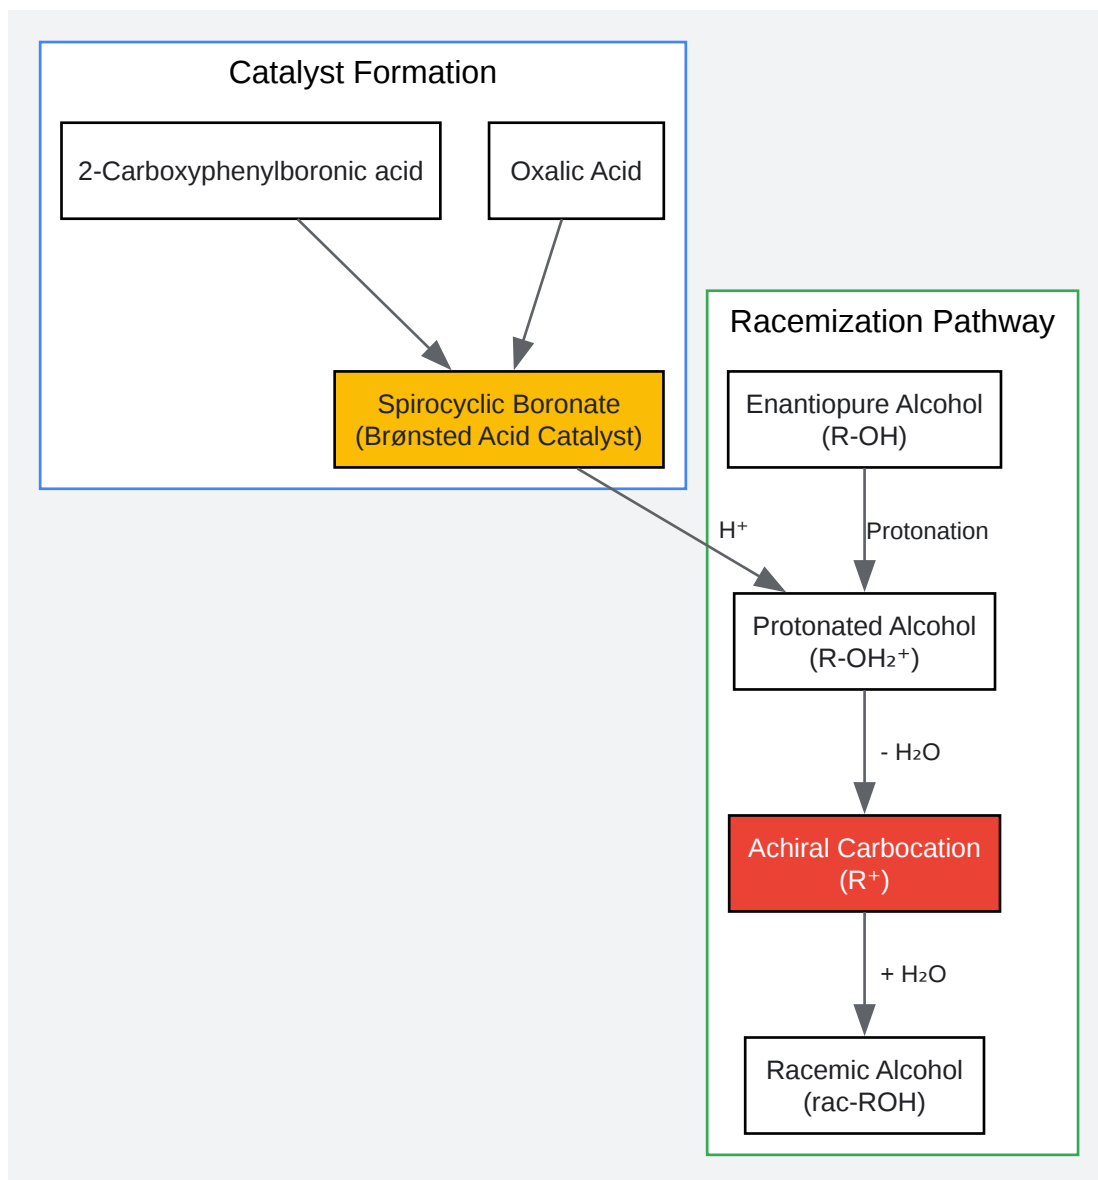 Catalyst Formation
2-Carboxyphenylboronic acid
Oxalic Acid
Spirocyclic Boronate
(Brønsted Acid Catalyst)
H⁺
Racemization Pathway
Enantiopure Alcohol
(R-OH)
Protonation
Protonated Alcohol
(R-OH₂⁺)
- H₂O
Achiral Carbocation
(R⁺)
+ H₂O
Racemic Alcohol
(rac-ROH)